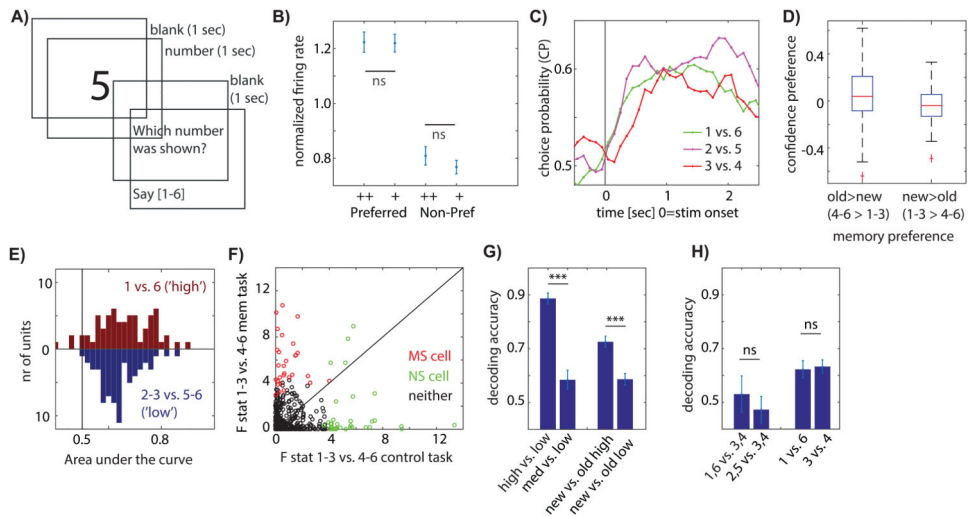 A)
blank (1 sec)
number (1 sec)
5
blank
(1 sec)
Which number
was shown?
Say [1-6]
B)
normalized firing rate
1.2
1.0
0.8
ns
ns
++ + ++ +
Preferred Non-Pref
C)
choice probability (CP)
0.6
0.5
1 vs. 6
2 vs. 5
3 vs. 4
0 1 2
time [sec] 0=stim onset
D)
confidence preference
0.4
0
-0.4
old>new new>old
(4-6 > 1-3) (1-3 > 4-6)
memory preference
E)
nr of units
10
0
10
1 vs. 6 ('high')
2-3 vs. 5-6
('low')
0.5 0.8
Area under the curve
F)
F stat 1-3 vs. 4-6 mem task
12
8
4
0
MS cell
NS cell
neither
0 4 8 12
F stat 1-3 vs. 4-6 control task
G)
decoding accuracy
0.9
0.7
0.5
***
***
high vs. low
med vs. low
new vs. old high
new vs. old low
H)
decoding accuracy
0.9
0.7
0.5
ns
ns
1,6 vs. 3,4
2,5 vs. 3,4
1 vs. 6
3 vs. 4